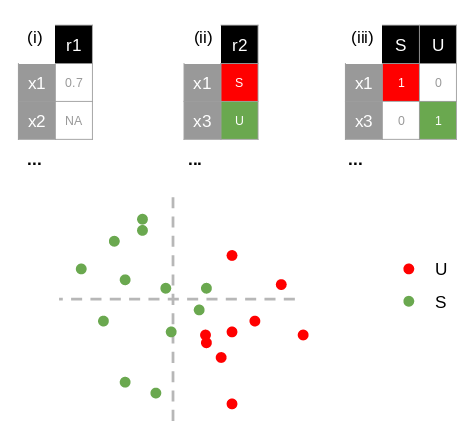 (i) r1
x1 0.7
x2 NA
...
(ii) r2
x1 S
x3 U
...
(iii) S U
x1 1 0
x3 0 1
...
U
S